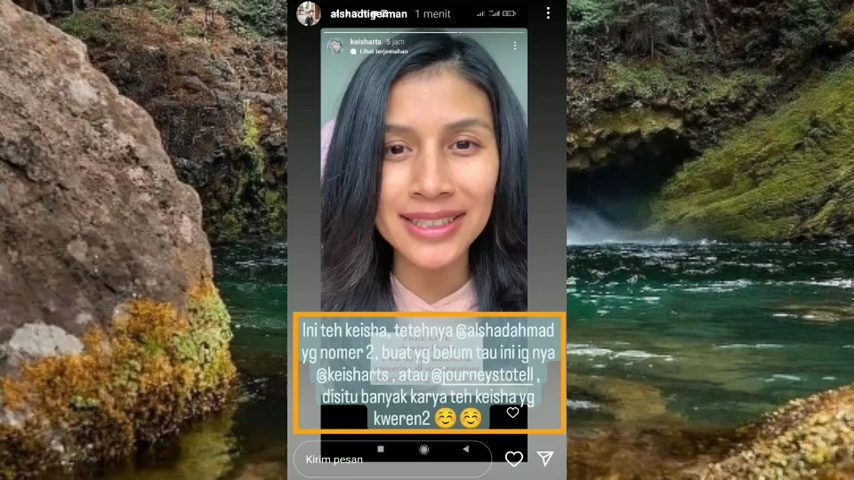 alshadtigerman 1 menit
keisharts 5 jam
Lihat terjemahan
Ini teh keisha, tetehnya @alshadahmad
yg nomer 2, buat yg belum tau ini ig nya
@keisharts , atau @journeystotell ,
disitu banyak karya teh keisha yg
kweren2 ☺️☺️
Kirim pesan